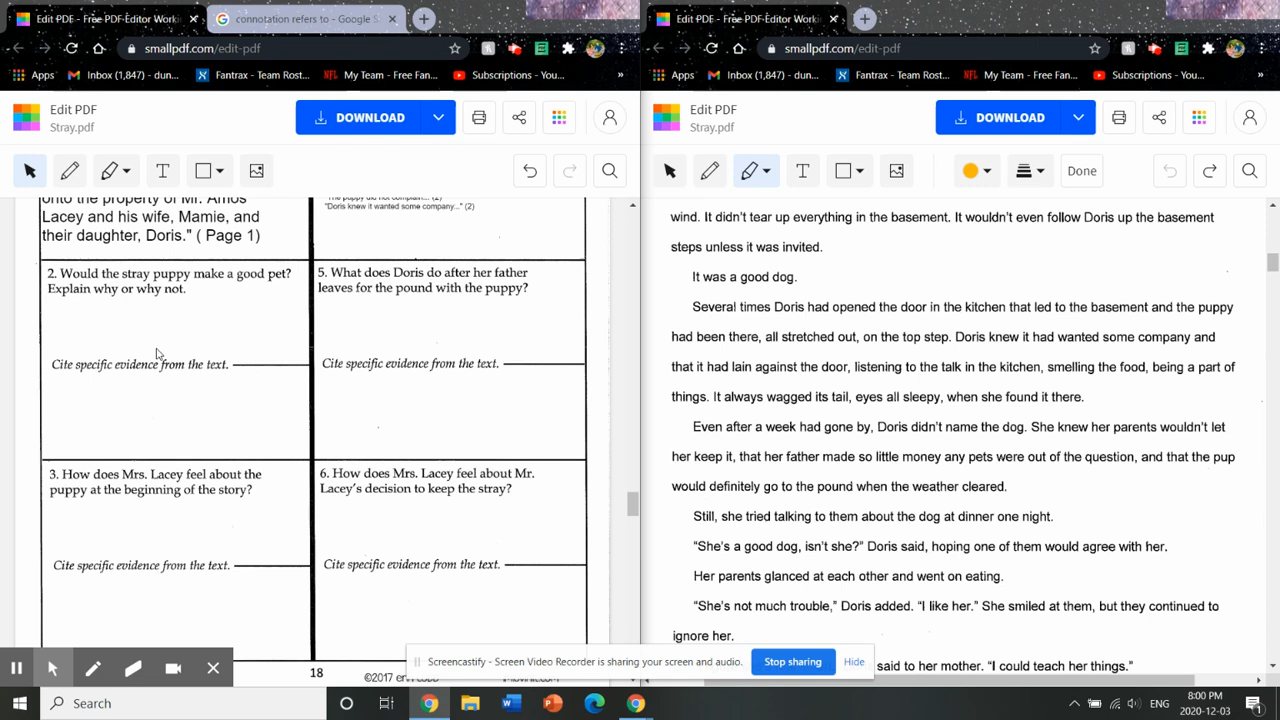 Edit PDF - Free PDF Editor Workin
connotation refers to - Google S
smallpdf.com/edit-pdf
Apps
Inbox (1,847) - dun...
Fantrax - Team Rost...
My Team - Free Fan...
Subscriptions - You...
»
Edit PDF
Stray.pdf
DOWNLOAD
onto the property of Mr. Amos
Lacey and his wife, Mamie, and
their daughter, Doris." ( Page 1)
"The puppy did not complain... (2)
"Doris knew it wanted some company..." (2)
2. Would the stray puppy make a good pet?
Explain why or why not.
Cite specific evidence from the text.
5. What does Doris do after her father
leaves for the pound with the puppy?
Cite specific evidence from the text.
3. How does Mrs. Lacey feel about the
puppy at the beginning of the story?
Cite specific evidence from the text.
6. How does Mrs. Lacey feel about Mr.
Lacey's decision to keep the stray?
Cite specific evidence from the text.
18
©2017
Edit PDF - Free PDF Editor Workin
smallpdf.com/edit-pdf
Apps
Inbox (1,847) - dun...
Fantrax - Team Rost...
My Team - Free Fan...
Subscriptions - You...
»
Edit PDF
Stray.pdf
DOWNLOAD
Done
wind. It didn't tear up everything in the basement. It wouldn't even follow Doris up the basement
steps unless it was invited.
It was a good dog.
Several times Doris had opened the door in the kitchen that led to the basement and the puppy
had been there, all stretched out, on the top step. Doris knew it had wanted some company and
that it had lain against the door, listening to the talk in the kitchen, smelling the food, being a part of
things. It always wagged its tail, eyes all sleepy, when she found it there.
Even after a week had gone by, Doris didn't name the dog. She knew her parents wouldn't let
her keep it, that her father made so little money any pets were out of the question, and that the pup
would definitely go to the pound when the weather cleared.
Still, she tried talking to them about the dog at dinner one night.
"She's a good dog, isn't she?" Doris said, hoping one of them would agree with her.
Her parents glanced at each other and went on eating.
"She's not much trouble," Doris added. "I like her." She smiled at them, but they continued to
ignore her.
said to her mother. "I could teach her things."
Screencastify - Screen Video Recorder is sharing your screen and audio.
Stop sharing
Hide
Search
ENG
8:00 PM
2020-12-03
1